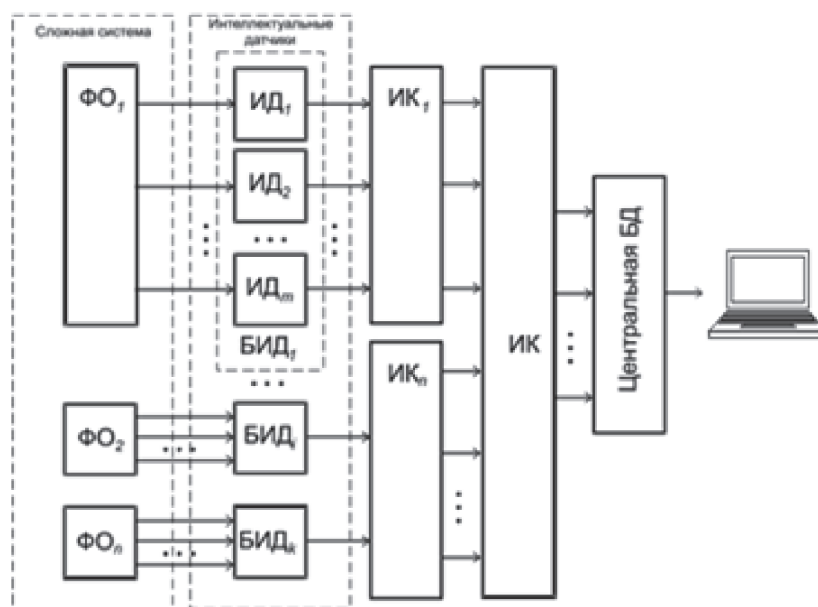 Сложная система
Интеллектуальные
датчики
ФО1
ИД1
ИК1
ИД2
ИДm
БИД1
ИК
Центральная БД
ИКn
ФО2
БИДi
ФОn
БИДk